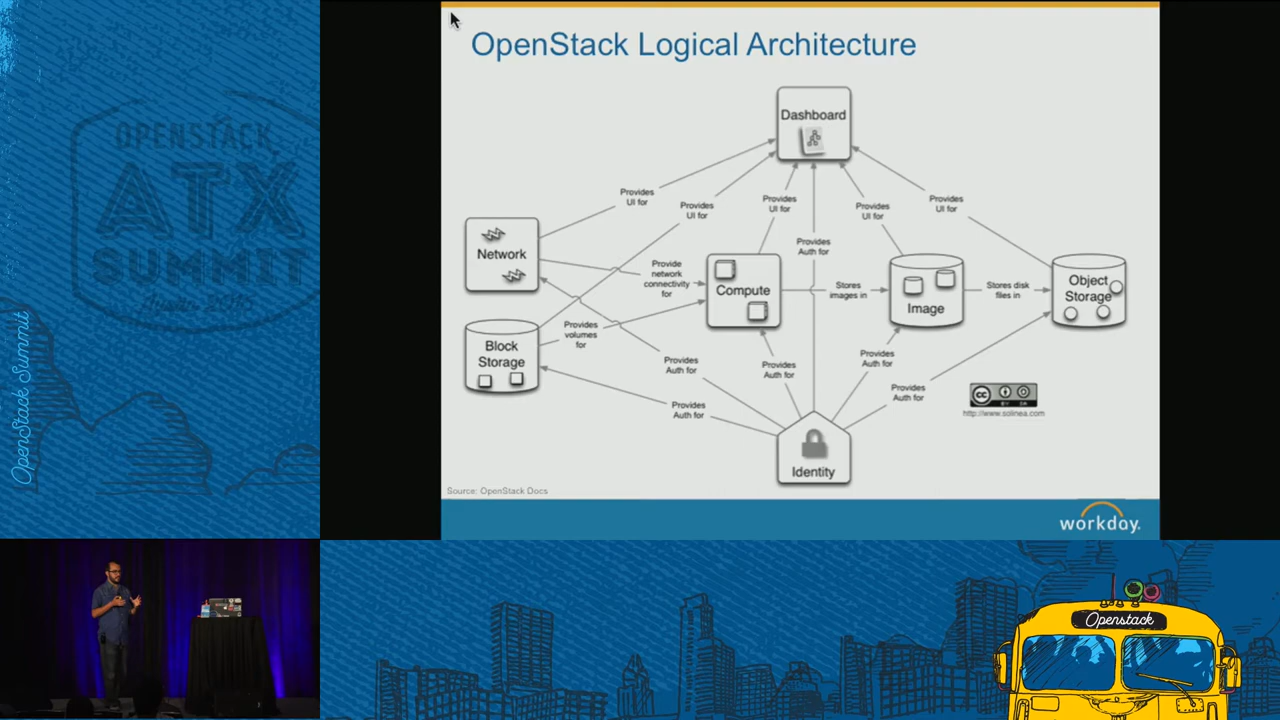 OPENSTACK
ATX
SUMMIT
OpenStack Summit
OpenStack Logical Architecture
Dashboard
Provides
UI for
Provides
UI for
Provides
UI for
Provides
UI for
Provides
UI for
Network
Provides
Auth for
Provide
network
connectivity
for
Compute
Stores
images in
Image
Stores disk
files in
Object
Storage
Block
Storage
Provides
volumes
for
Provides
Auth for
Provides
Auth for
Provides
Auth for
Provides
Auth for
Provides
Auth for
Identity
cc
BY
http://www.solinea.com
Source: OpenStack Docs
workday.
Openstack